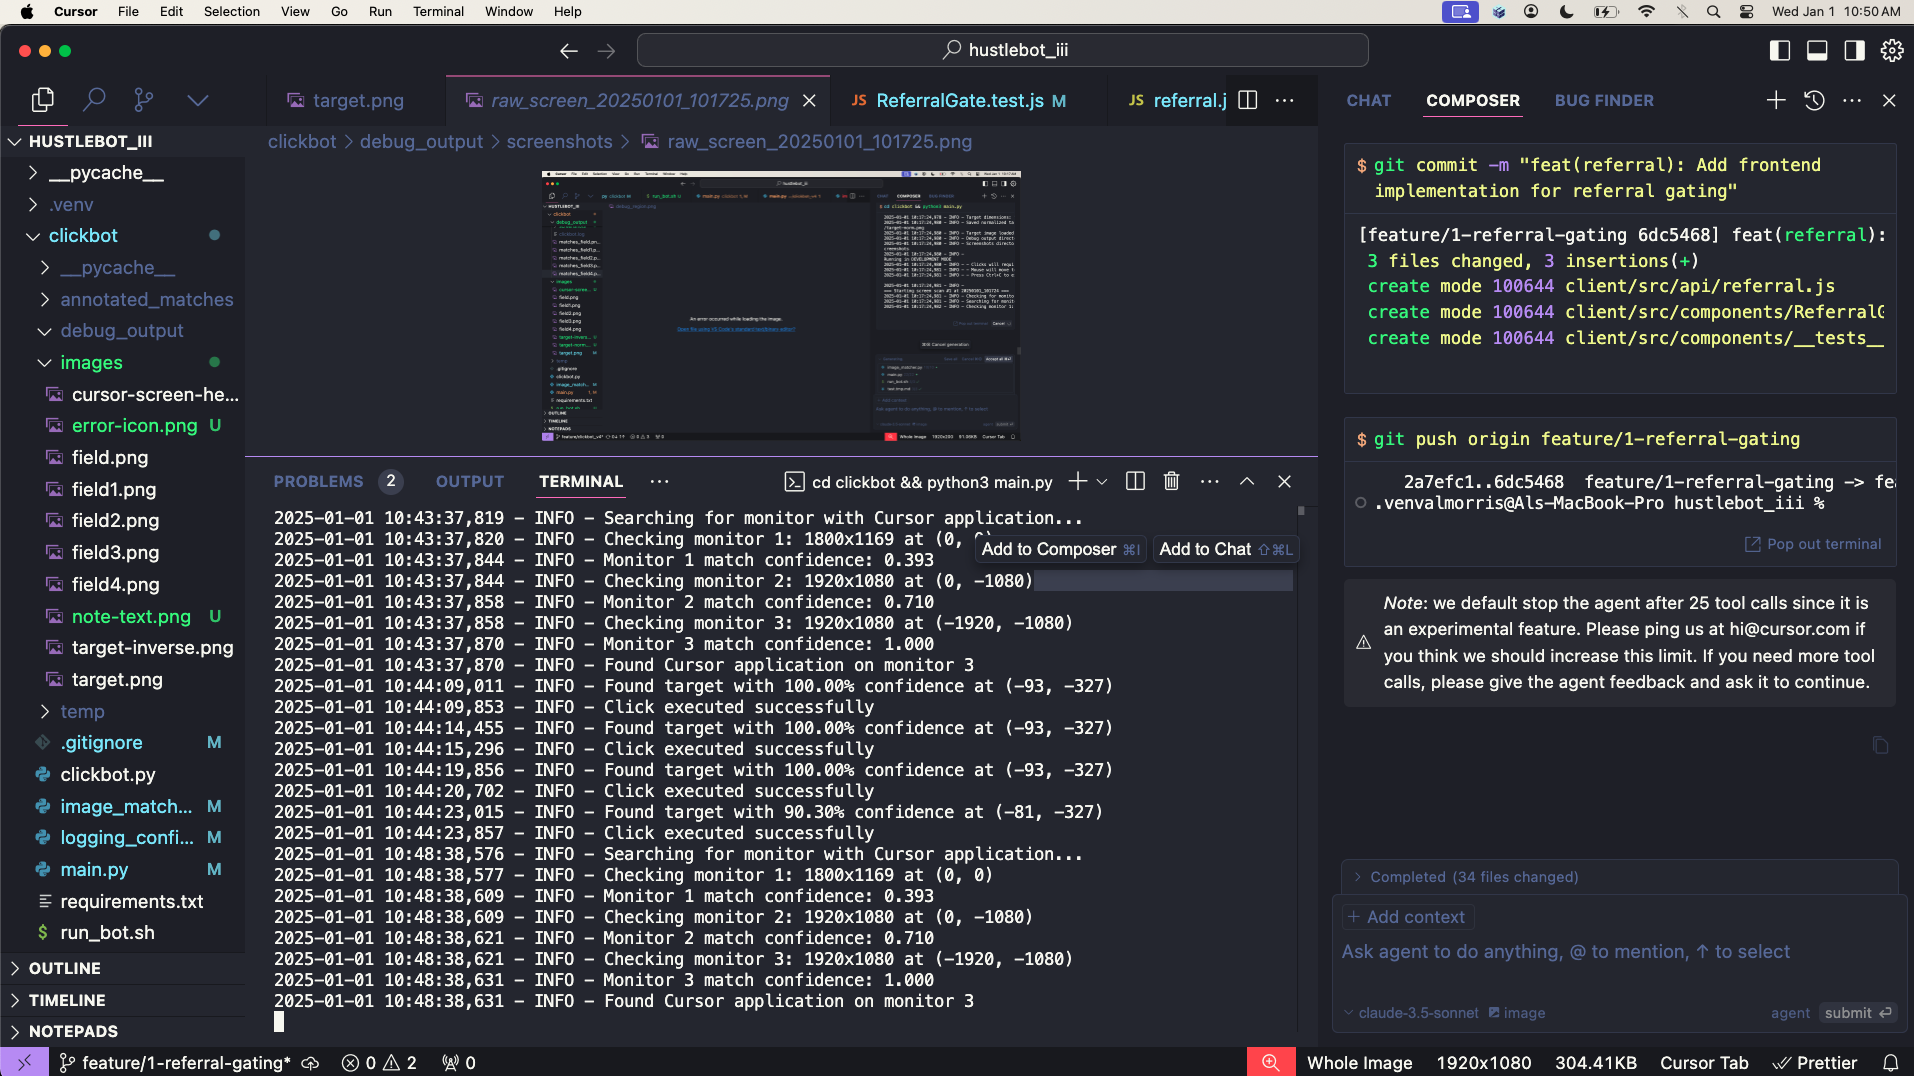 Cursor File Edit Selection View Go Run Terminal Window Help Wed Jan 1 10:50 AM
hustlebot_iii
target.png raw_screen_20250101_101725.png JS ReferralGate.test.js M JS referral.j
CHAT COMPOSER BUG FINDER
HUSTLEBOT_III
__pycache__
.venv
clickbot
__pycache__
annotated_matches
debug_output
images
cursor-screen-he...
error-icon.png U
field.png
field1.png
field2.png
field3.png
field4.png
note-text.png U
target-inverse.png
target.png
temp
.gitignore M
clickbot.py
image_match... M
logging_confi... M
main.py M
requirements.txt
$ run_bot.sh
OUTLINE
TIMELINE
NOTEPADS
clickbot > debug_output > screenshots > raw_screen_20250101_101725.png
An error occurred while loading the image.
PROBLEMS 2 OUTPUT TERMINAL ... cd clickbot && python3 main.py
2025-01-01 10:43:37,819 - INFO - Searching for monitor with Cursor application...
2025-01-01 10:43:37,820 - INFO - Checking monitor 1: 1800x1169 at (0,
Add to Composer ⌘I Add to Chat ⇧⌘L
2025-01-01 10:43:37,844 - INFO - Monitor 1 match confidence: 0.393
2025-01-01 10:43:37,844 - INFO - Checking monitor 2: 1920x1080 at (0, -1080)
2025-01-01 10:43:37,858 - INFO - Monitor 2 match confidence: 0.710
2025-01-01 10:43:37,858 - INFO - Checking monitor 3: 1920x1080 at (-1920, -1080)
2025-01-01 10:43:37,870 - INFO - Monitor 3 match confidence: 1.000
2025-01-01 10:43:37,870 - INFO - Found Cursor application on monitor 3
2025-01-01 10:44:09,011 - INFO - Found target with 100.00% confidence at (-93, -327)
2025-01-01 10:44:09,853 - INFO - Click executed successfully
2025-01-01 10:44:14,455 - INFO - Found target with 100.00% confidence at (-93, -327)
2025-01-01 10:44:15,296 - INFO - Click executed successfully
2025-01-01 10:44:19,856 - INFO - Found target with 100.00% confidence at (-93, -327)
2025-01-01 10:44:20,702 - INFO - Click executed successfully
2025-01-01 10:44:23,015 - INFO - Found target with 90.30% confidence at (-81, -327)
2025-01-01 10:44:23,857 - INFO - Click executed successfully
2025-01-01 10:48:38,576 - INFO - Searching for monitor with Cursor application...
2025-01-01 10:48:38,577 - INFO - Checking monitor 1: 1800x1169 at (0, 0)
2025-01-01 10:48:38,609 - INFO - Monitor 1 match confidence: 0.393
2025-01-01 10:48:38,609 - INFO - Checking monitor 2: 1920x1080 at (0, -1080)
2025-01-01 10:48:38,621 - INFO - Monitor 2 match confidence: 0.710
2025-01-01 10:48:38,621 - INFO - Checking monitor 3: 1920x1080 at (-1920, -1080)
2025-01-01 10:48:38,631 - INFO - Monitor 3 match confidence: 1.000
2025-01-01 10:48:38,631 - INFO - Found Cursor application on monitor 3
$ git commit -m "feat(referral): Add frontend
implementation for referral gating"
[feature/1-referral-gating 6dc5468] feat(referral):
3 files changed, 3 insertions(+)
create mode 100644 client/src/api/referral.js
create mode 100644 client/src/components/ReferralG
create mode 100644 client/src/components/__tests__
$ git push origin feature/1-referral-gating
2a7efc1..6dc5468 feature/1-referral-gating -> fea
.venvalmorris@Als-MacBook-Pro hustlebot_iii %
Pop out terminal
Note: we default stop the agent after 25 tool calls since it is
an experimental feature. Please ping us at hi@cursor.com if
you think we should increase this limit. If you need more tool
calls, please give the agent feedback and ask it to continue.
Completed (34 files changed)
+ Add context
Ask agent to do anything, @ to mention, ↑ to select
claude-3.5-sonnet image agent submit
feature/1-referral-gating* 0 2 0 Whole Image 1920x1080 304.41KB Cursor Tab Prettier